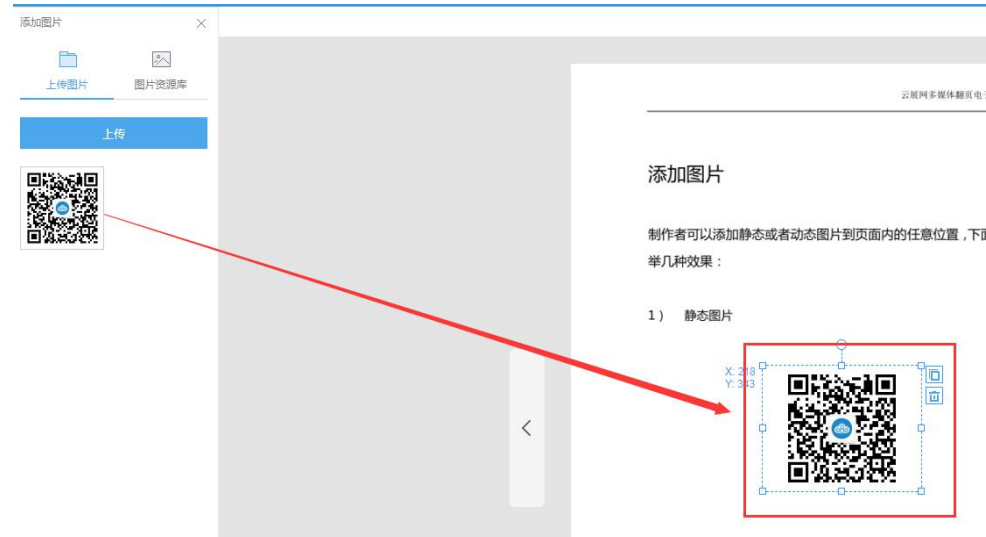 添加图片
上传图片 图片资源库
上传
云展网多媒体翻页电子
添加图片
制作者可以添加静态或者动态图片到页面内的任意位置，下面
举几种效果：
1） 静态图片
X: 218
Y: 343